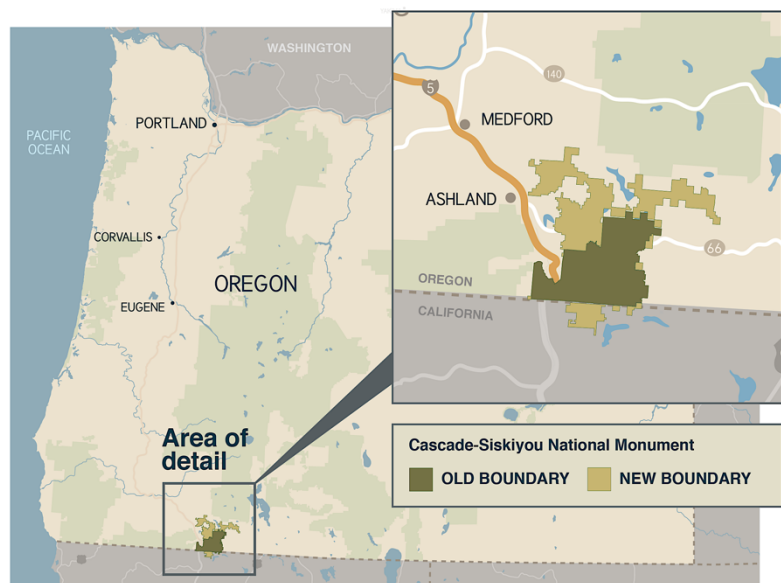 WASHINGTON
PORTLAND
PACIFIC
OCEAN
CORVALLIS
OREGON
EUGENE
Area of
detail
140
5
MEDFORD
ASHLAND
66
OREGON
CALIFORNIA
Cascade-Siskiyou National Monument
OLD BOUNDARY
NEW BOUNDARY